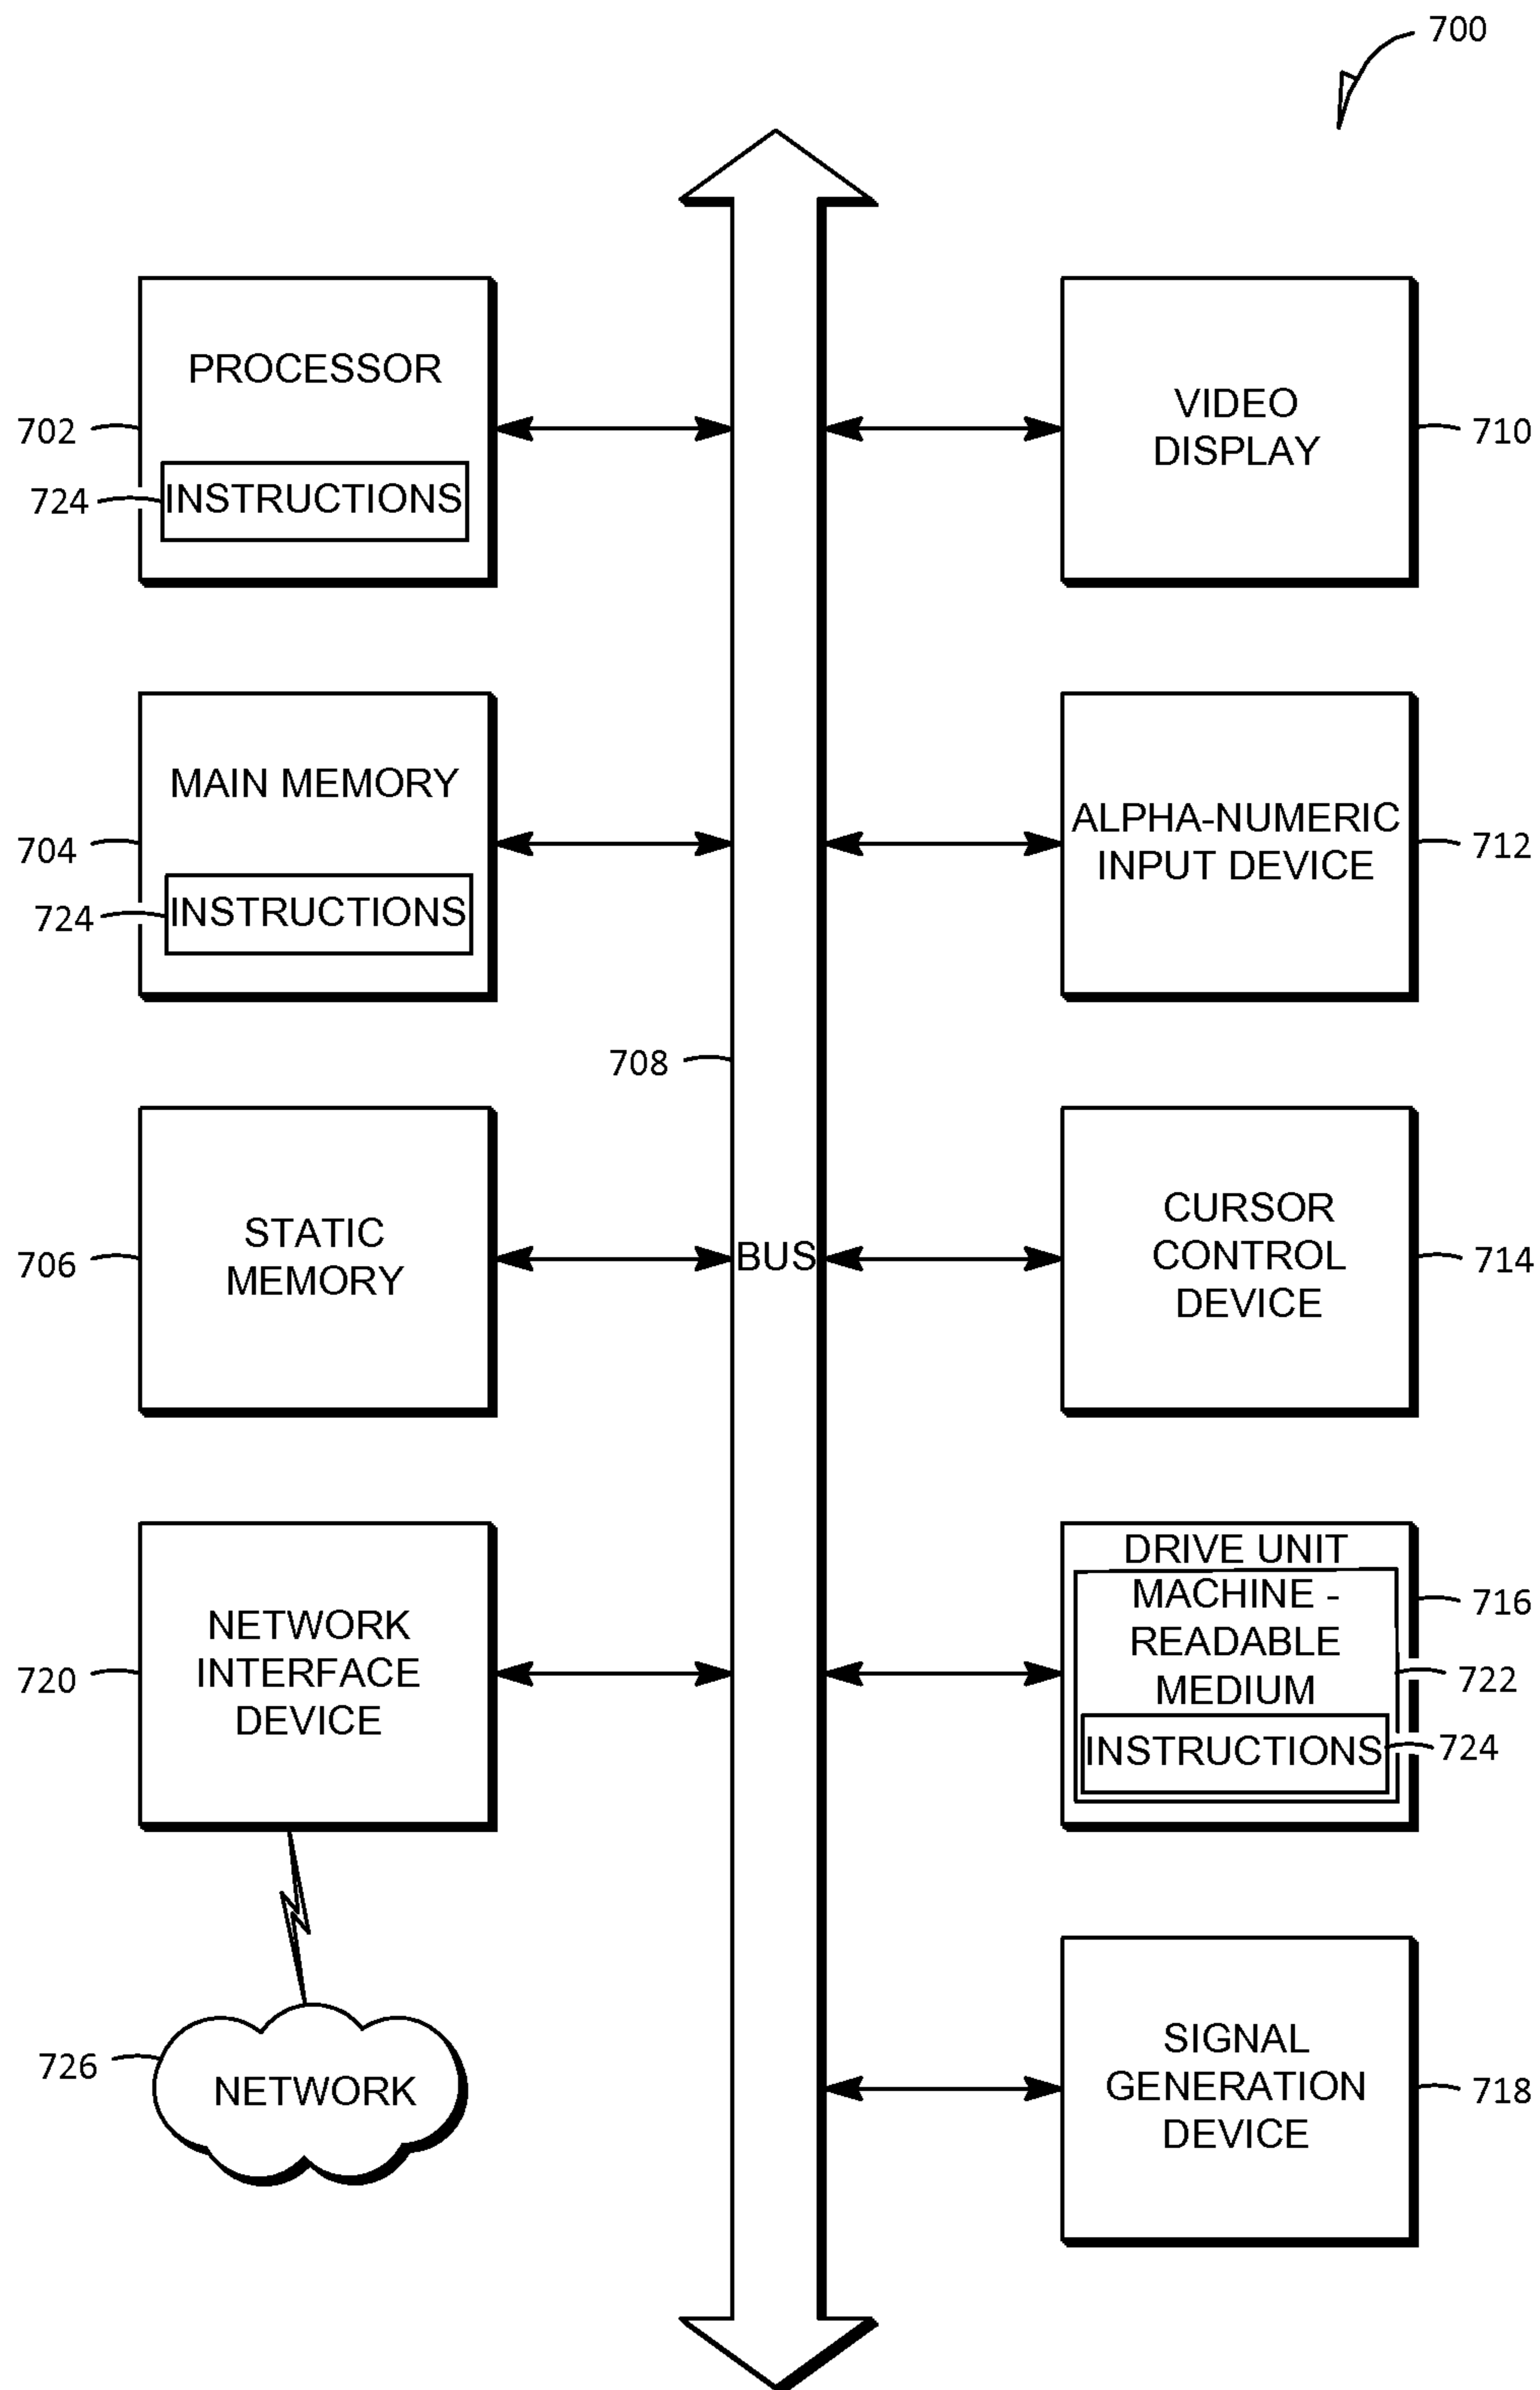 700
PROCESSOR
702
724
INSTRUCTIONS
VIDEO
DISPLAY
710
MAIN MEMORY
704
724
INSTRUCTIONS
ALPHA-NUMERIC
INPUT DEVICE
712
708
STATIC
MEMORY
706
BUS
CURSOR
CONTROL
DEVICE
714
NETWORK
INTERFACE
DEVICE
720
DRIVE UNIT
MACHINE -
READABLE
MEDIUM
716
722
INSTRUCTIONS
724
726
NETWORK
SIGNAL
GENERATION
DEVICE
718